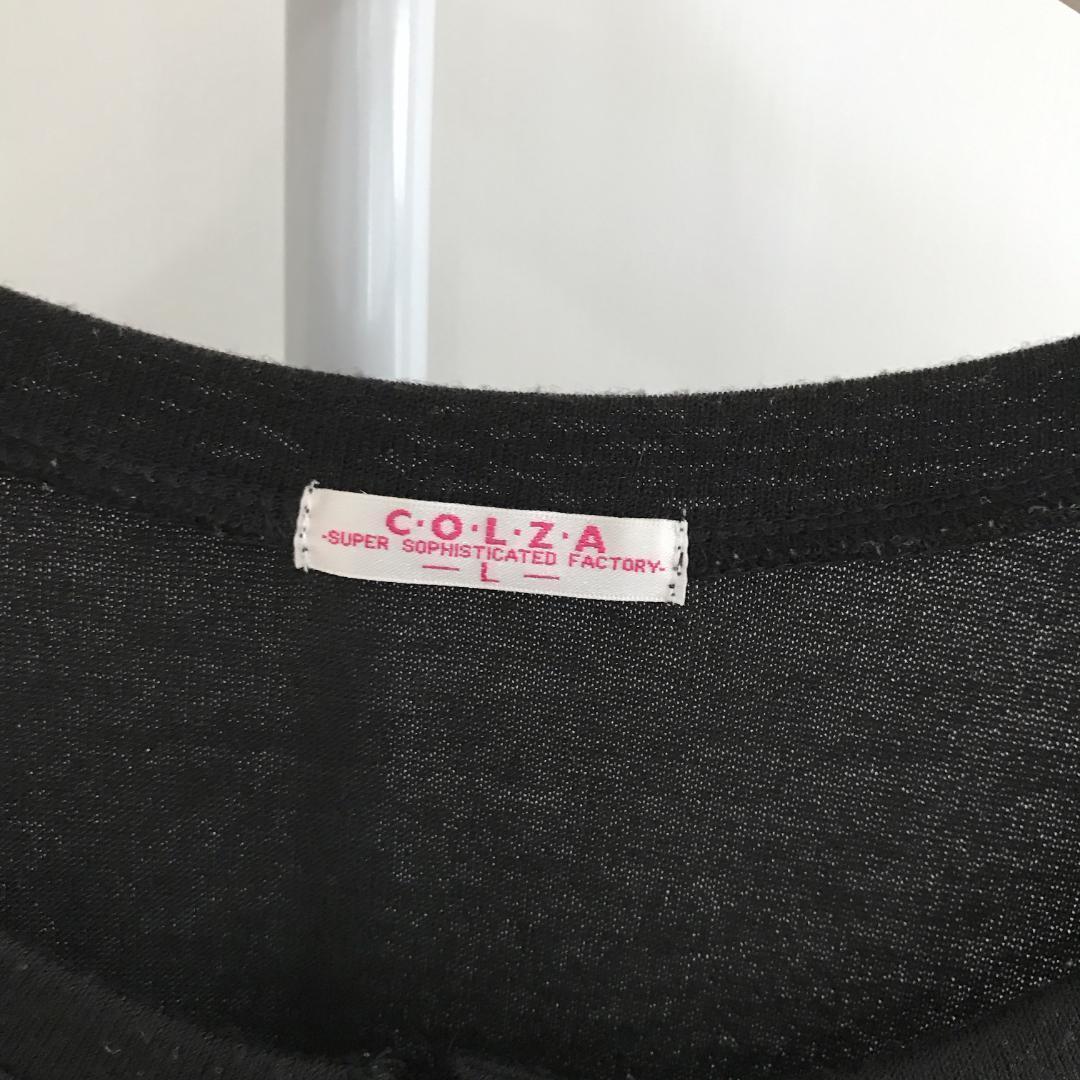 C·O·L·Z·A
-SUPER SOPHISTICATED FACTORY-
— L —